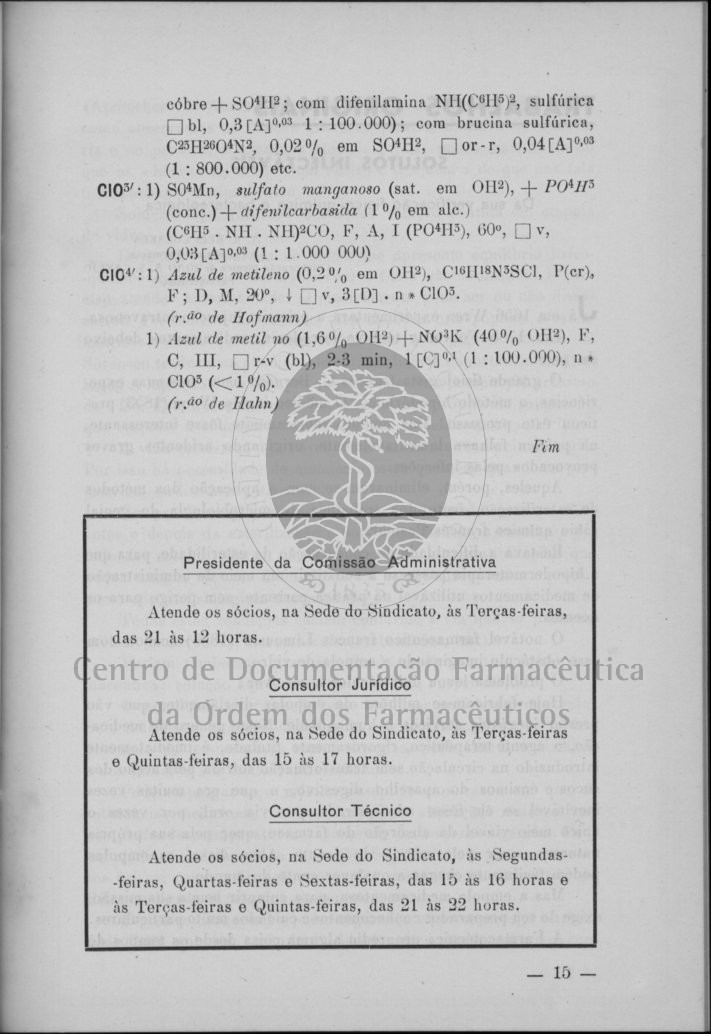 cóbre + SO⁴H²; com difenilamina NH(C⁶H⁵)², sulfúrica
□ bl, 0,3 [A]⁰,⁰³ 1 : 100.000); com brucina sulfúrica,
C²³H²⁶O⁴N², 0,02 % em SO⁴H², □ or-r, 0,04 [A]⁰,⁰³
(1 : 800.000) etc.
ClO³′: 1) SO⁴Mn, sulfato manganoso (sat. em OH²), + PO⁴H³
(conc.) + difenilcarbasida (1 % em alc.)
(C⁶H⁵ . NH . NH)²CO, F, A, I (PO⁴H³), 60º, □ v,
0,03 [A]⁰,⁰³ (1 : 1.000 000)
ClO⁴′: 1) Azul de metileno (0,2 % em OH²), C¹⁶H¹⁸N³SCl, P(cr),
F ; D, M, 20º, ↓ □ v, 3 [D] . n * ClO³.
(r.ão de Hofmann)
1) Azul de metil no (1,6 % OH²) + NO³K (40 % OH²), F,
C, III, □ r-v (bl), 2-3 min, 1 [C]⁰,¹ (1 : 100.000), n *
ClO³ (< 1 %).
(r.ão de Hahn)
Fim
Presidente da Comissão Administrativa
Atende os sócios, na Sede do Sindicato, às Terças-feiras,
das 21 às 12 horas.
Centro de Documentação Farmacêutica
Consultor Jurídico
da Ordem dos Farmacêuticos
Atende os sócios, na Sede do Sindicato, às Terças-feiras
e Quintas-feiras, das 15 às 17 horas.
Consultor Técnico
Atende os sócios, na Sede do Sindicato, às Segundas-
-feiras, Quartas-feiras e Sextas-feiras, das 15 às 16 horas e
às Terças-feiras e Quintas-feiras, das 21 às 22 horas.
— 15 —